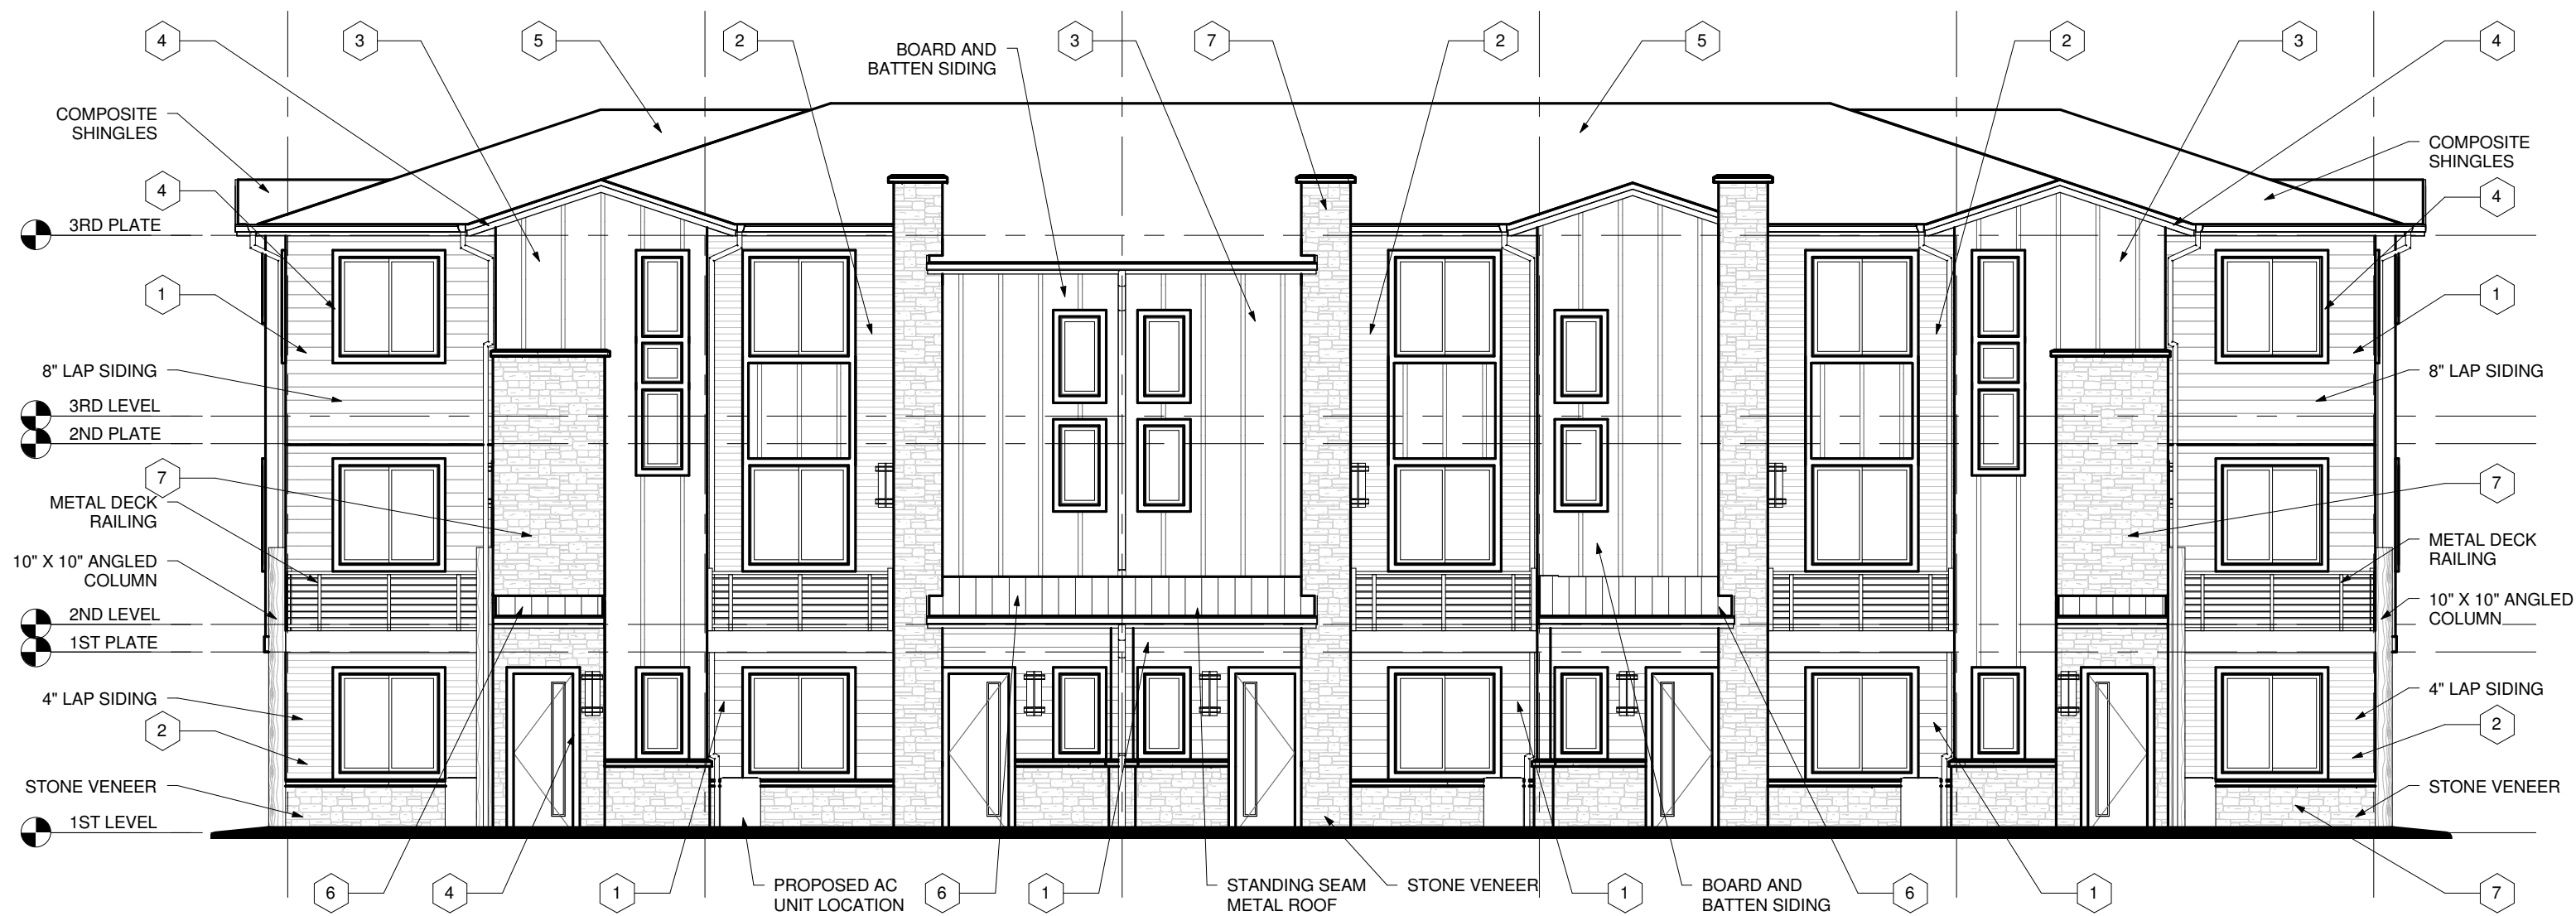 4
3
5
2
BOARD AND
BATTEN SIDING
3
7
2
5
2
3
4
COMPOSITE
SHINGLES
COMPOSITE
SHINGLES
4
4
3RD PLATE
1
1
8" LAP SIDING
8" LAP SIDING
3RD LEVEL
2ND PLATE
7
7
METAL DECK
RAILING
METAL DECK
RAILING
10" X 10" ANGLED
COLUMN
10" X 10" ANGLED
COLUMN
2ND LEVEL
1ST PLATE
4" LAP SIDING
4" LAP SIDING
2
2
STONE VENEER
STONE VENEER
1ST LEVEL
6
4
1
PROPOSED AC
UNIT LOCATION
6
1
STANDING SEAM
METAL ROOF
STONE VENEER
1
BOARD AND
BATTEN SIDING
6
1
7